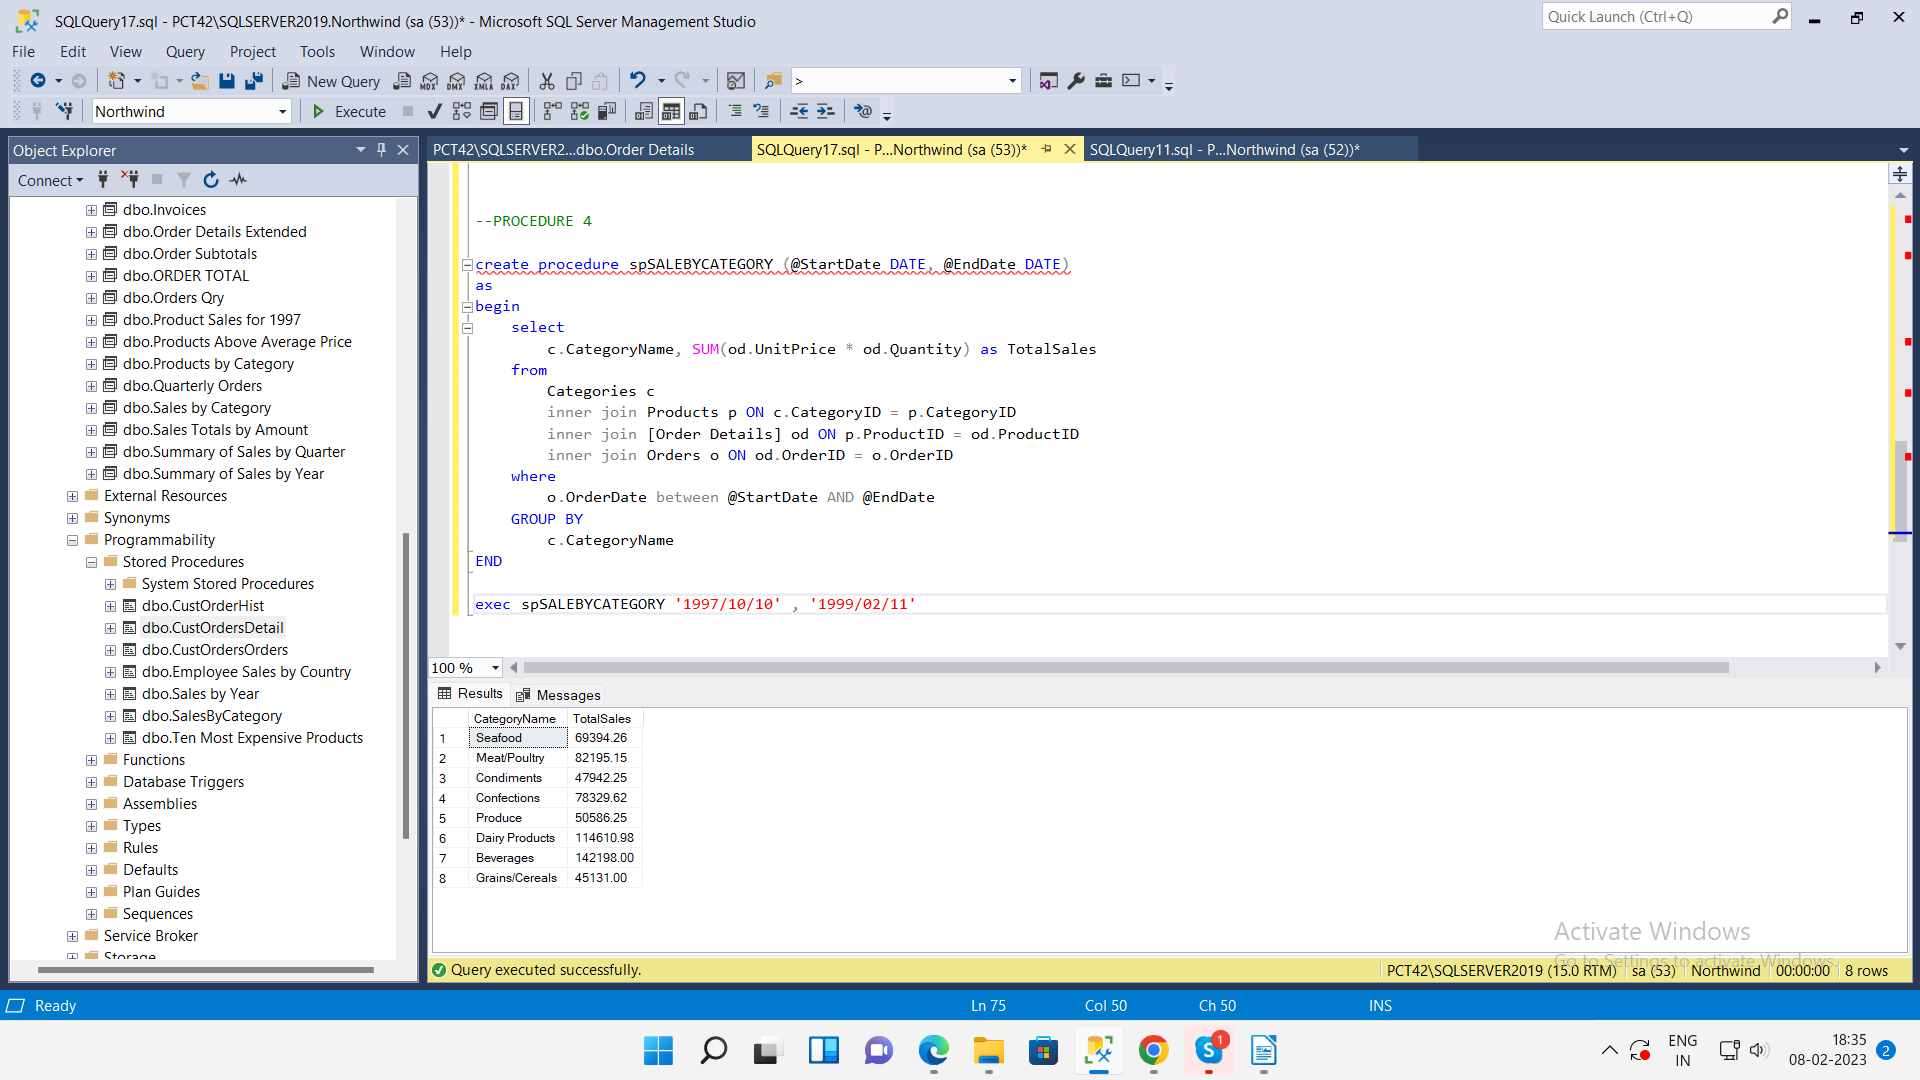 SQLQuery17.sql - PCT42\SQLSERVER2019.Northwind (sa (53))* - Microsoft SQL Server Management Studio
Quick Launch (Ctrl+Q)
File Edit View Query Project Tools Window Help
New Query
MDX DMX XMLA DAX
>
Northwind
Execute
Object Explorer
Connect
dbo.Invoices
dbo.Order Details Extended
dbo.Order Subtotals
dbo.ORDER TOTAL
dbo.Orders Qry
dbo.Product Sales for 1997
dbo.Products Above Average Price
dbo.Products by Category
dbo.Quarterly Orders
dbo.Sales by Category
dbo.Sales Totals by Amount
dbo.Summary of Sales by Quarter
dbo.Summary of Sales by Year
External Resources
Synonyms
Programmability
Stored Procedures
System Stored Procedures
dbo.CustOrderHist
dbo.CustOrdersDetail
dbo.CustOrdersOrders
dbo.Employee Sales by Country
dbo.Sales by Year
dbo.SalesByCategory
dbo.Ten Most Expensive Products
Functions
Database Triggers
Assemblies
Types
Rules
Defaults
Plan Guides
Sequences
Service Broker
Storage
PCT42\SQLSERVER2...dbo.Order Details
SQLQuery17.sql - P...Northwind (sa (53))*
SQLQuery11.sql - P...Northwind (sa (52))*
--PROCEDURE 4
create procedure spSALEBYCATEGORY (@StartDate DATE, @EndDate DATE)
as
begin
select
c.CategoryName, SUM(od.UnitPrice * od.Quantity) as TotalSales
from
Categories c
inner join Products p ON c.CategoryID = p.CategoryID
inner join [Order Details] od ON p.ProductID = od.ProductID
inner join Orders o ON od.OrderID = o.OrderID
where
o.OrderDate between @StartDate AND @EndDate
GROUP BY
c.CategoryName
END
exec spSALEBYCATEGORY '1997/10/10' , '1999/02/11'
100 %
Results Messages
CategoryName TotalSales
1 Seafood 69394.26
2 Meat/Poultry 82195.15
3 Condiments 47942.25
4 Confections 78329.62
5 Produce 50586.25
6 Dairy Products 114610.98
7 Beverages 142198.00
8 Grains/Cereals 45131.00
Activate Windows
Go to Settings to activate Windows.
Query executed successfully.
PCT42\SQLSERVER2019 (15.0 RTM) sa (53) Northwind 00:00:00 8 rows
Ready Ln 75 Col 50 Ch 50 INS
1
ENG
IN
18:35
08-02-2023
2